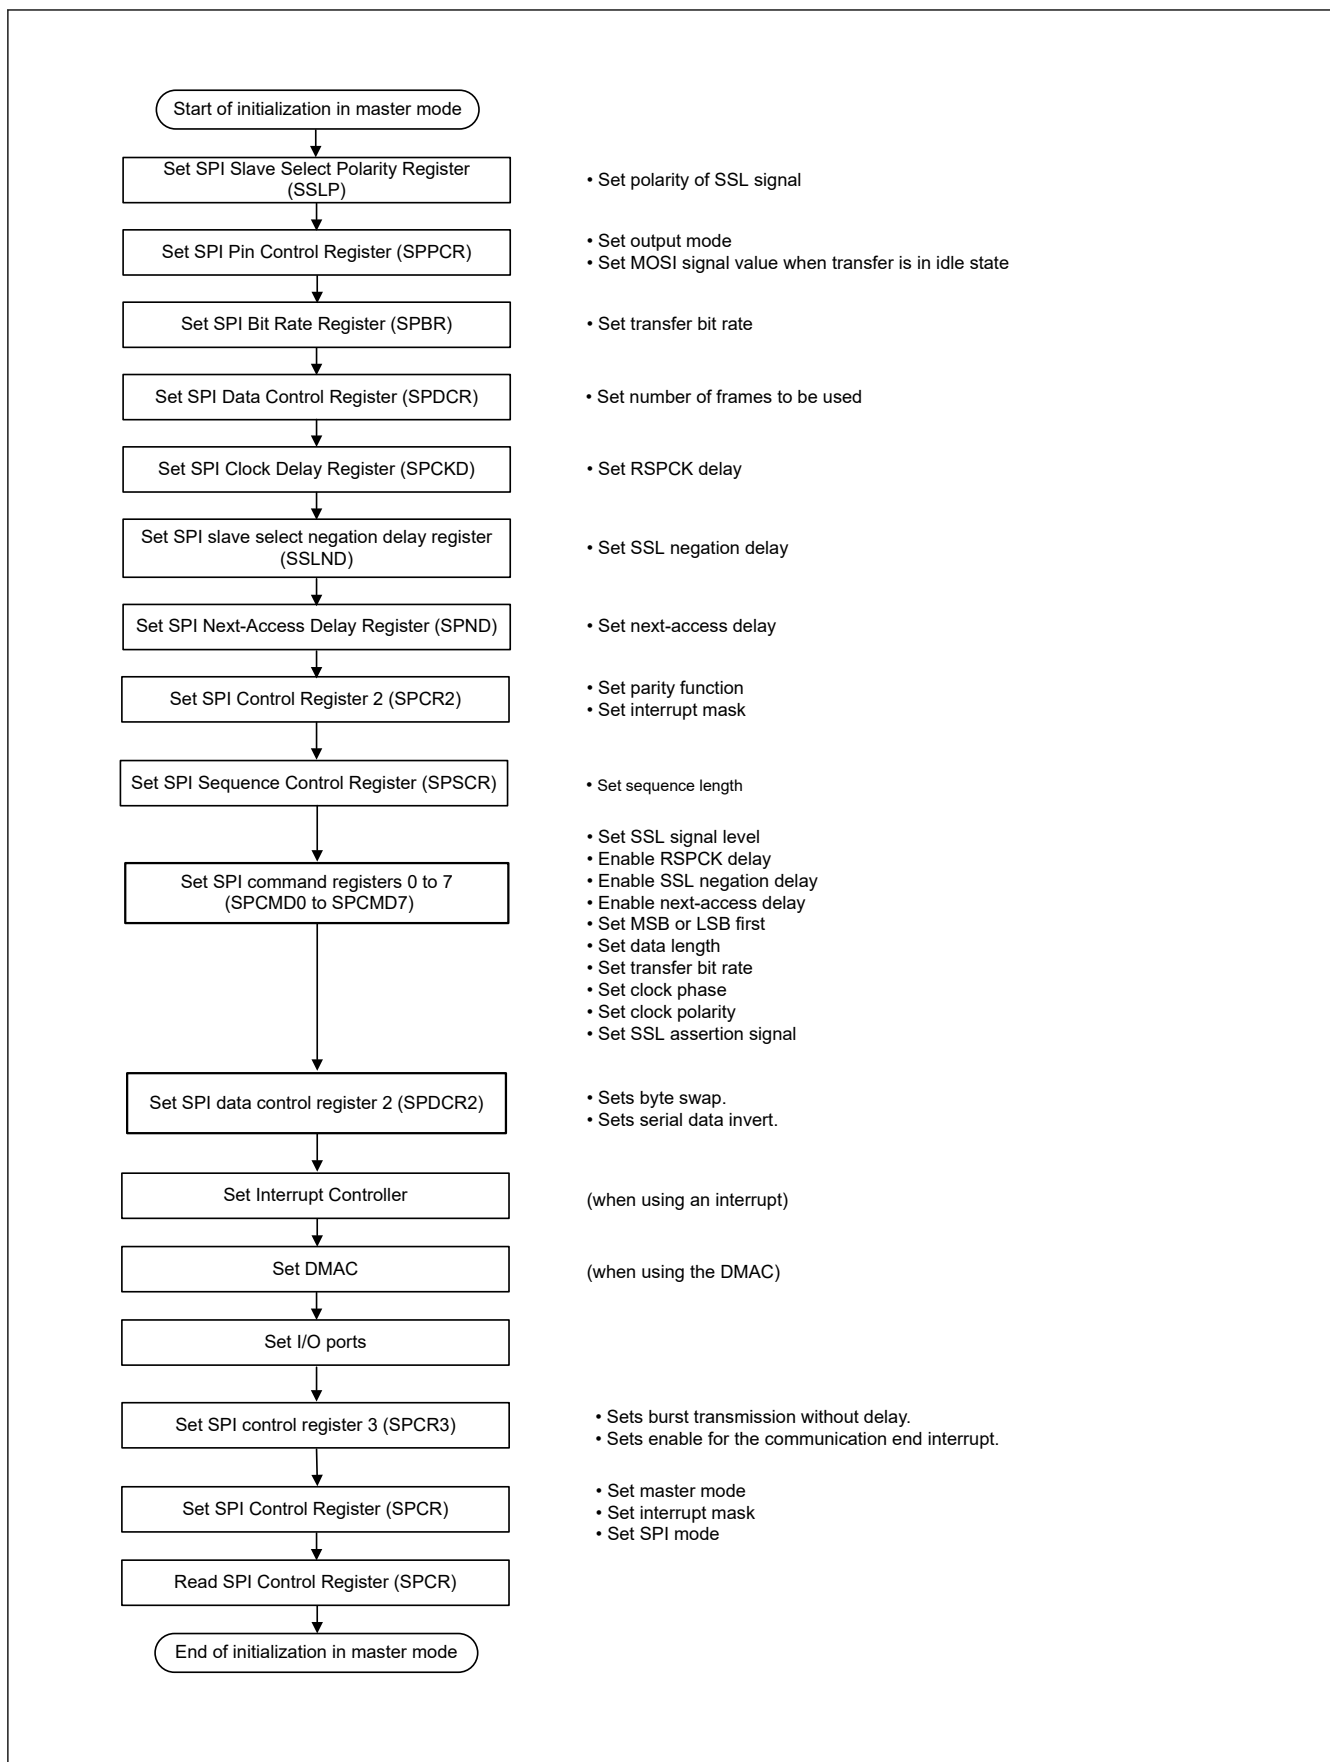 Start of initialization in master mode
Set SPI Slave Select Polarity Register
(SSLP)
• Set polarity of SSL signal
Set SPI Pin Control Register (SPPCR)
• Set output mode
• Set MOSI signal value when transfer is in idle state
Set SPI Bit Rate Register (SPBR)
• Set transfer bit rate
Set SPI Data Control Register (SPDCR)
• Set number of frames to be used
Set SPI Clock Delay Register (SPCKD)
• Set RSPCK delay
Set SPI slave select negation delay register
(SSLND)
• Set SSL negation delay
Set SPI Next-Access Delay Register (SPND)
• Set next-access delay
Set SPI Control Register 2 (SPCR2)
• Set parity function
• Set interrupt mask
Set SPI Sequence Control Register (SPSCR)
• Set sequence length
Set SPI command registers 0 to 7
(SPCMD0 to SPCMD7)
• Set SSL signal level
• Enable RSPCK delay
• Enable SSL negation delay
• Enable next-access delay
• Set MSB or LSB first
• Set data length
• Set transfer bit rate
• Set clock phase
• Set clock polarity
• Set SSL assertion signal
Set SPI data control register 2 (SPDCR2)
• Sets byte swap.
• Sets serial data invert.
Set Interrupt Controller
(when using an interrupt)
Set DMAC
(when using the DMAC)
Set I/O ports
Set SPI control register 3 (SPCR3)
• Sets burst transmission without delay.
• Sets enable for the communication end interrupt.
Set SPI Control Register (SPCR)
• Set master mode
• Set interrupt mask
• Set SPI mode
Read SPI Control Register (SPCR)
End of initialization in master mode